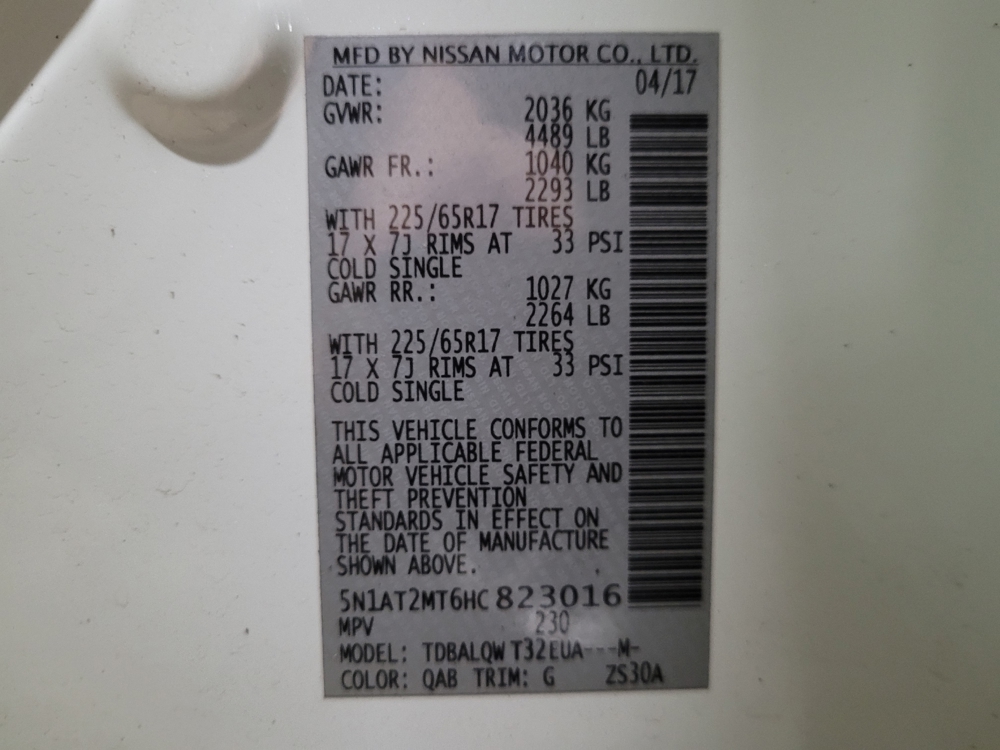 MFD BY NISSAN MOTOR CO., LTD.
DATE: 04/17
GVWR: 2036 KG
4489 LB
GAWR FR.: 1040 KG
2293 LB
WITH 225/65R17 TIRES
17 X 7J RIMS AT 33 PSI
COLD SINGLE
GAWR RR.: 1027 KG
2264 LB
WITH 225/65R17 TIRES
17 X 7J RIMS AT 33 PSI
COLD SINGLE
THIS VEHICLE CONFORMS TO
ALL APPLICABLE FEDERAL
MOTOR VEHICLE SAFETY AND
THEFT PREVENTION
STANDARDS IN EFFECT ON
THE DATE OF MANUFACTURE
SHOWN ABOVE.
5N1AT2MT6HC823016
MPV 230
MODEL: TDBALQW T32EUA---M-
COLOR: QAB TRIM: G ZS30A